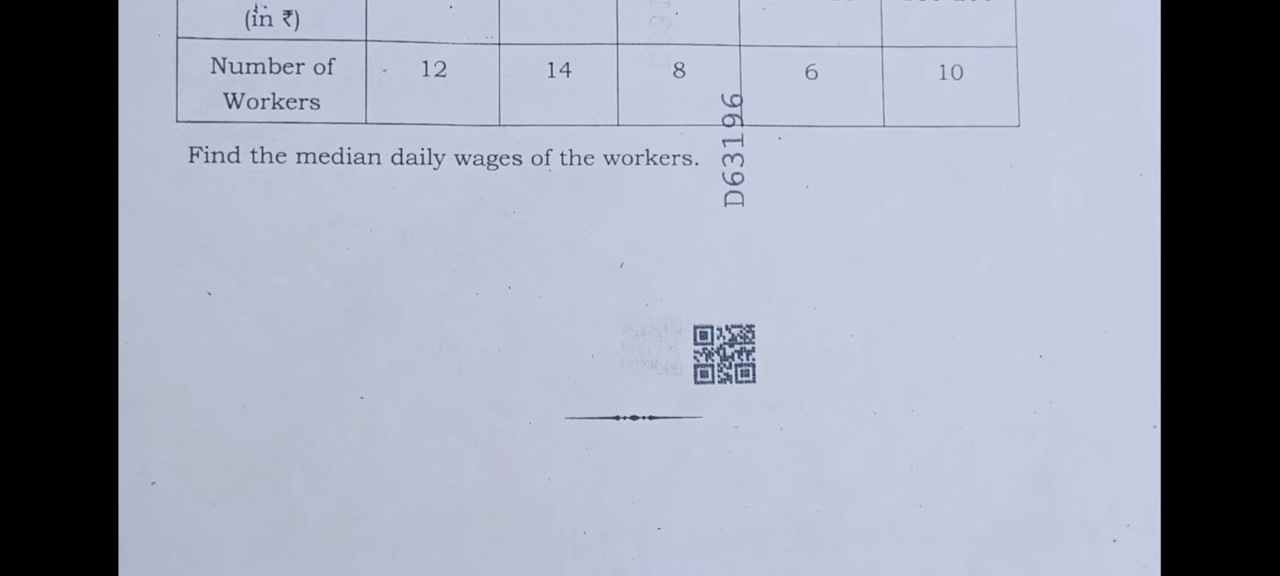 (in ₹)
Number of Workers 12 14 8 6 10
Find the median daily wages of the workers.
D63196